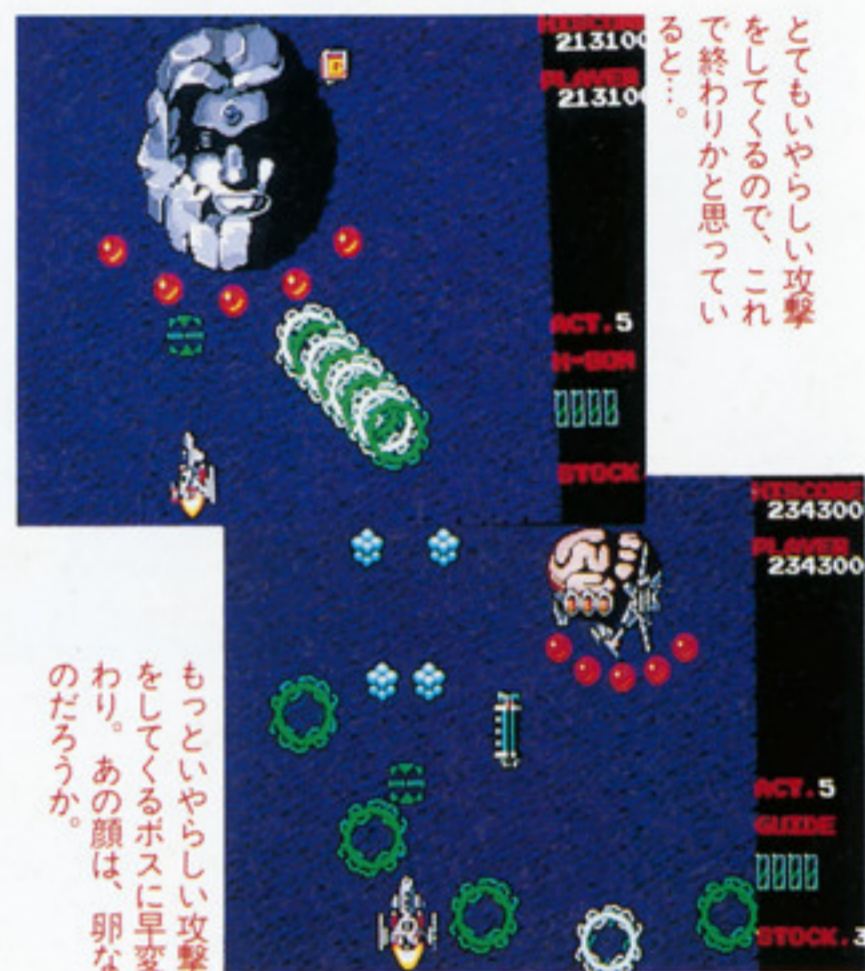 とてもいやらしい攻撃
をしてくるので、これ
で終わりかと思ってい
ると…。
HISCORE
213100
PLAYER
213100
ACT.5
H-BOM
0000
STOCK
HISCORE
234300
PLAYER
234300
ACT.5
GUIDE
0000
STOCK.3
もっといやらしい攻撃
をしてくるボスに早変
わり。あの顔は、卵な
のだろうか。